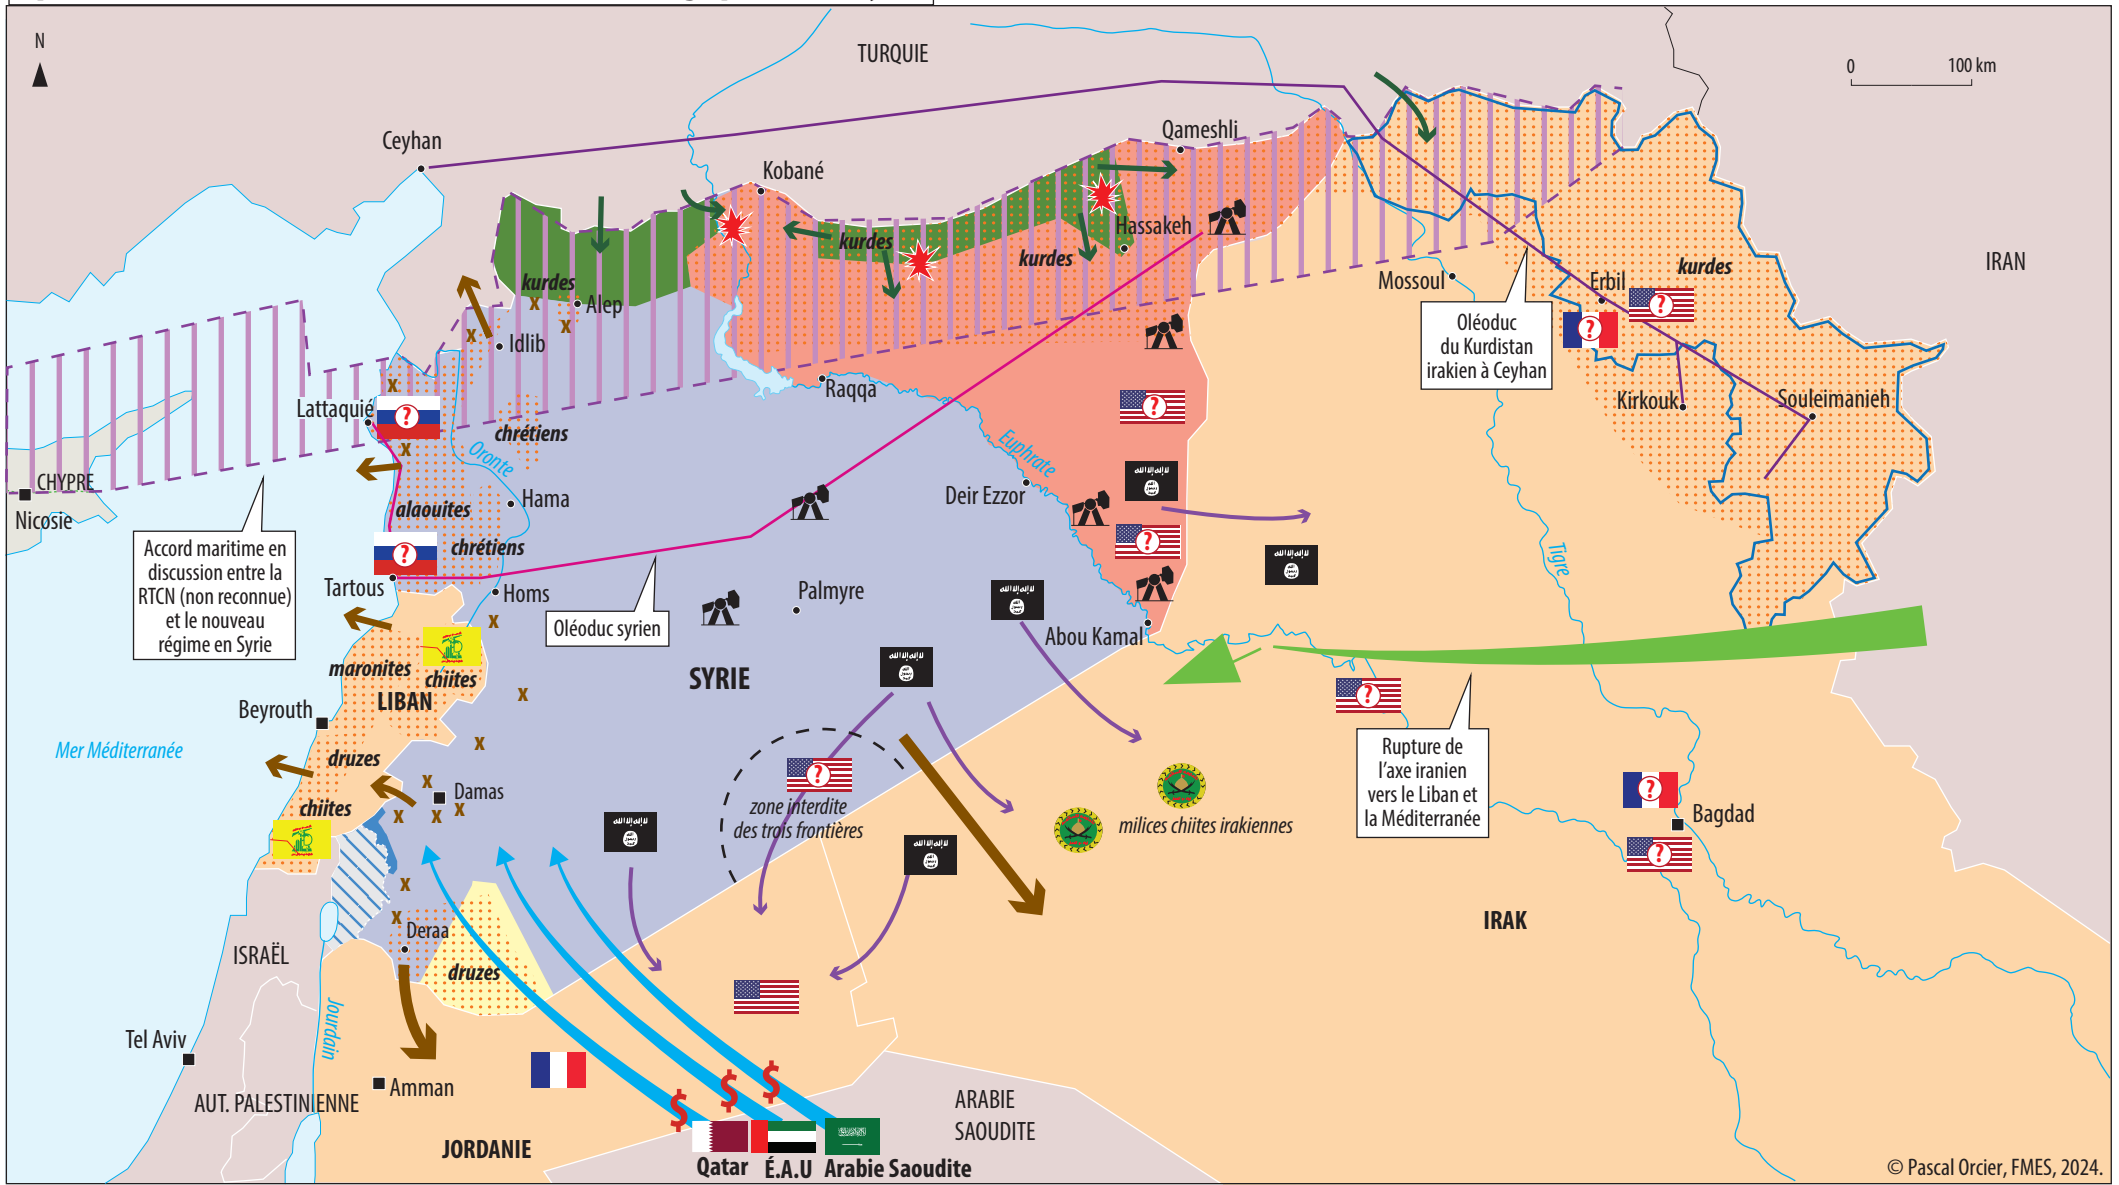 N
TURQUIE
0 100 km
Ceyhan
Qameshli
Kobané
Hassakeh
kurdes
kurdes
kurdes
kurdes
IRAN
Mossoul
Erbil
Alep
Idlib
Oléoduc
du Kurdistan
irakien à Ceyhan
Raqqa
Kirkouk
Souleimanieh
Lattaquié
chrétiens
Oronte
Euphrate
CHYPRE
Nicosie
Hama
Deir Ezzor
alaouites
chrétiens
Accord maritime en
discussion entre la
RTCN (non reconnue)
et le nouveau
régime en Syrie
Tigre
Tartous
Homs
Palmyre
Oléoduc syrien
Abou Kamal
maronites
chiites
LIBAN
SYRIE
Beyrouth
Mer Méditerranée
druzes
Rupture de
l'axe iranien
vers le Liban et
la Méditerranée
Damas
chiites
zone interdite
des trois frontières
milices chiites irakiennes
Bagdad
IRAK
Deraa
druzes
ISRAËL
Jourdain
Tel Aviv
Amman
AUT. PALESTINIENNE
ARABIE
SAOUDITE
JORDANIE
$ $ $
Qatar É.A.U Arabie Saoudite
© Pascal Orcier, FMES, 2024.